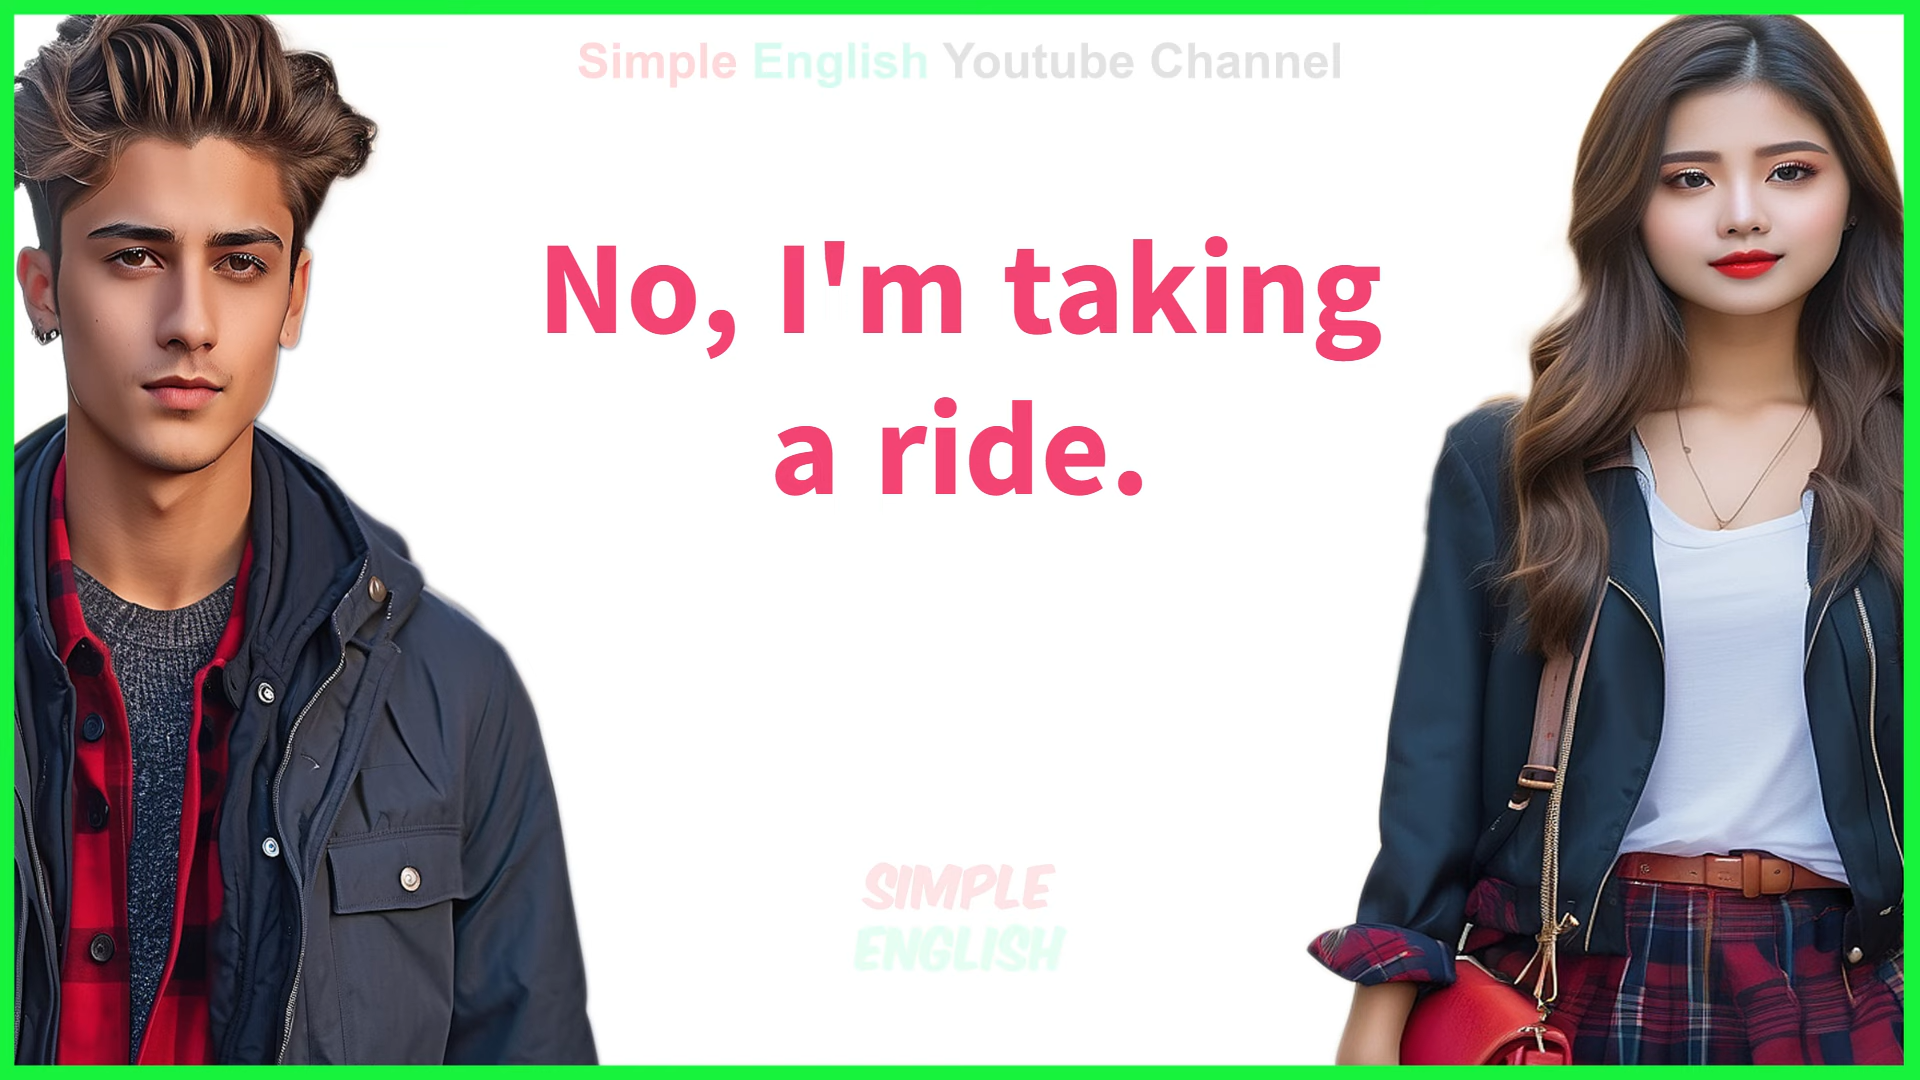 Simple English Youtube Channel
No, I'm taking
a ride.
SIMPLE
ENGLISH